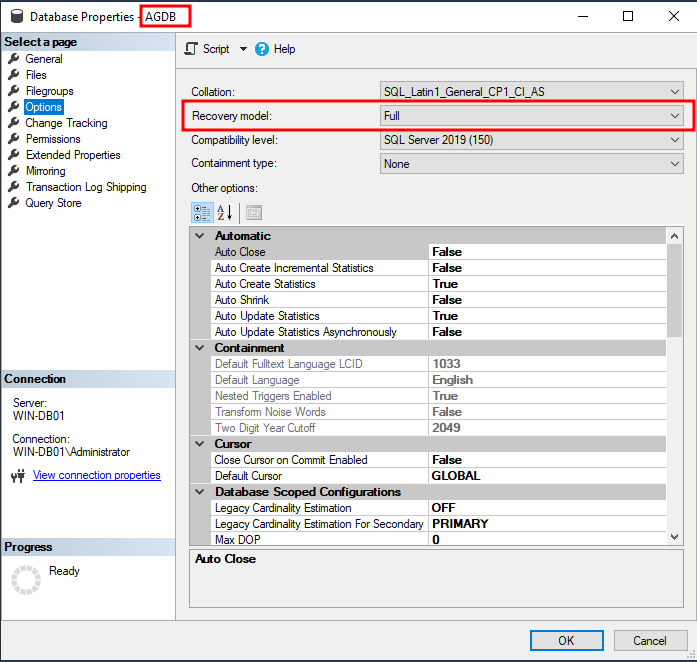 Database Properties - AGDB
Select a page
General
Files
Filegroups
Options
Change Tracking
Permissions
Extended Properties
Mirroring
Transaction Log Shipping
Query Store
Connection
Server:
WIN-DB01
Connection:
WIN-DB01\Administrator
View connection properties
Progress
Ready
Script
Help
Collation: SQL_Latin1_General_CP1_CI_AS
Recovery model: Full
Compatibility level: SQL Server 2019 (150)
Containment type: None
Other options:
Automatic
Auto Close False
Auto Create Incremental Statistics False
Auto Create Statistics True
Auto Shrink False
Auto Update Statistics True
Auto Update Statistics Asynchronously False
Containment
Default Fulltext Language LCID 1033
Default Language English
Nested Triggers Enabled True
Transform Noise Words False
Two Digit Year Cutoff 2049
Cursor
Close Cursor on Commit Enabled False
Default Cursor GLOBAL
Database Scoped Configurations
Legacy Cardinality Estimation OFF
Legacy Cardinality Estimation For Secondary PRIMARY
Max DOP 0
Auto Close
OK
Cancel